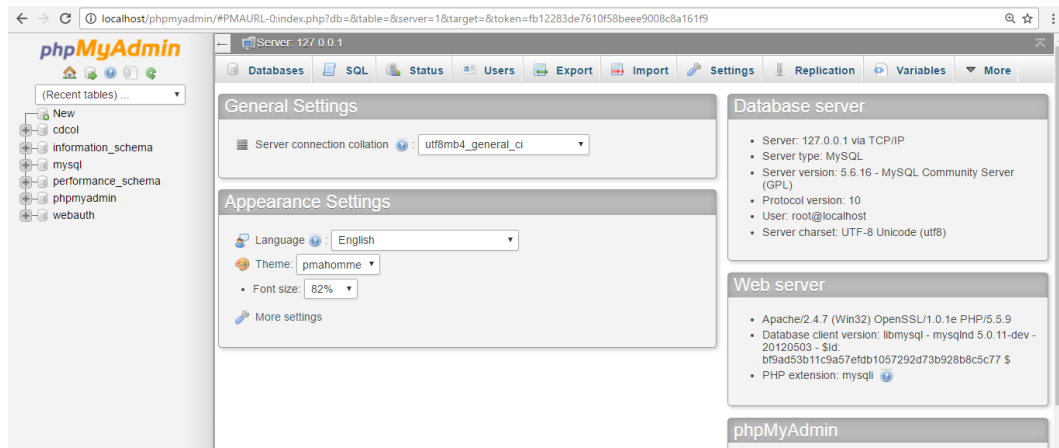 localhost/phpmyadmin/#PMAURL-0:index.php?db=&table=&server=1&target=&token=fb12283de7610f58beee9008c8a161f9
phpMyAdmin
(Recent tables) ...
New
cdcol
information_schema
mysql
performance_schema
phpmyadmin
webauth
Server: 127.0.0.1
Databases SQL Status Users Export Import Settings Replication Variables More
General Settings
Server connection collation : utf8mb4_general_ci
Appearance Settings
Language : English
Theme: pmahomme
Font size: 82%
More settings
Database server
Server: 127.0.0.1 via TCP/IP
Server type: MySQL
Server version: 5.6.16 - MySQL Community Server
(GPL)
Protocol version: 10
User: root@localhost
Server charset: UTF-8 Unicode (utf8)
Web server
Apache/2.4.7 (Win32) OpenSSL/1.0.1e PHP/5.5.9
Database client version: libmysql - mysqlnd 5.0.11-dev -
20120503 - $Id:
bf9ad53b11c9a57efdb1057292d73b928b8c5c77 $
PHP extension: mysqli
phpMyAdmin